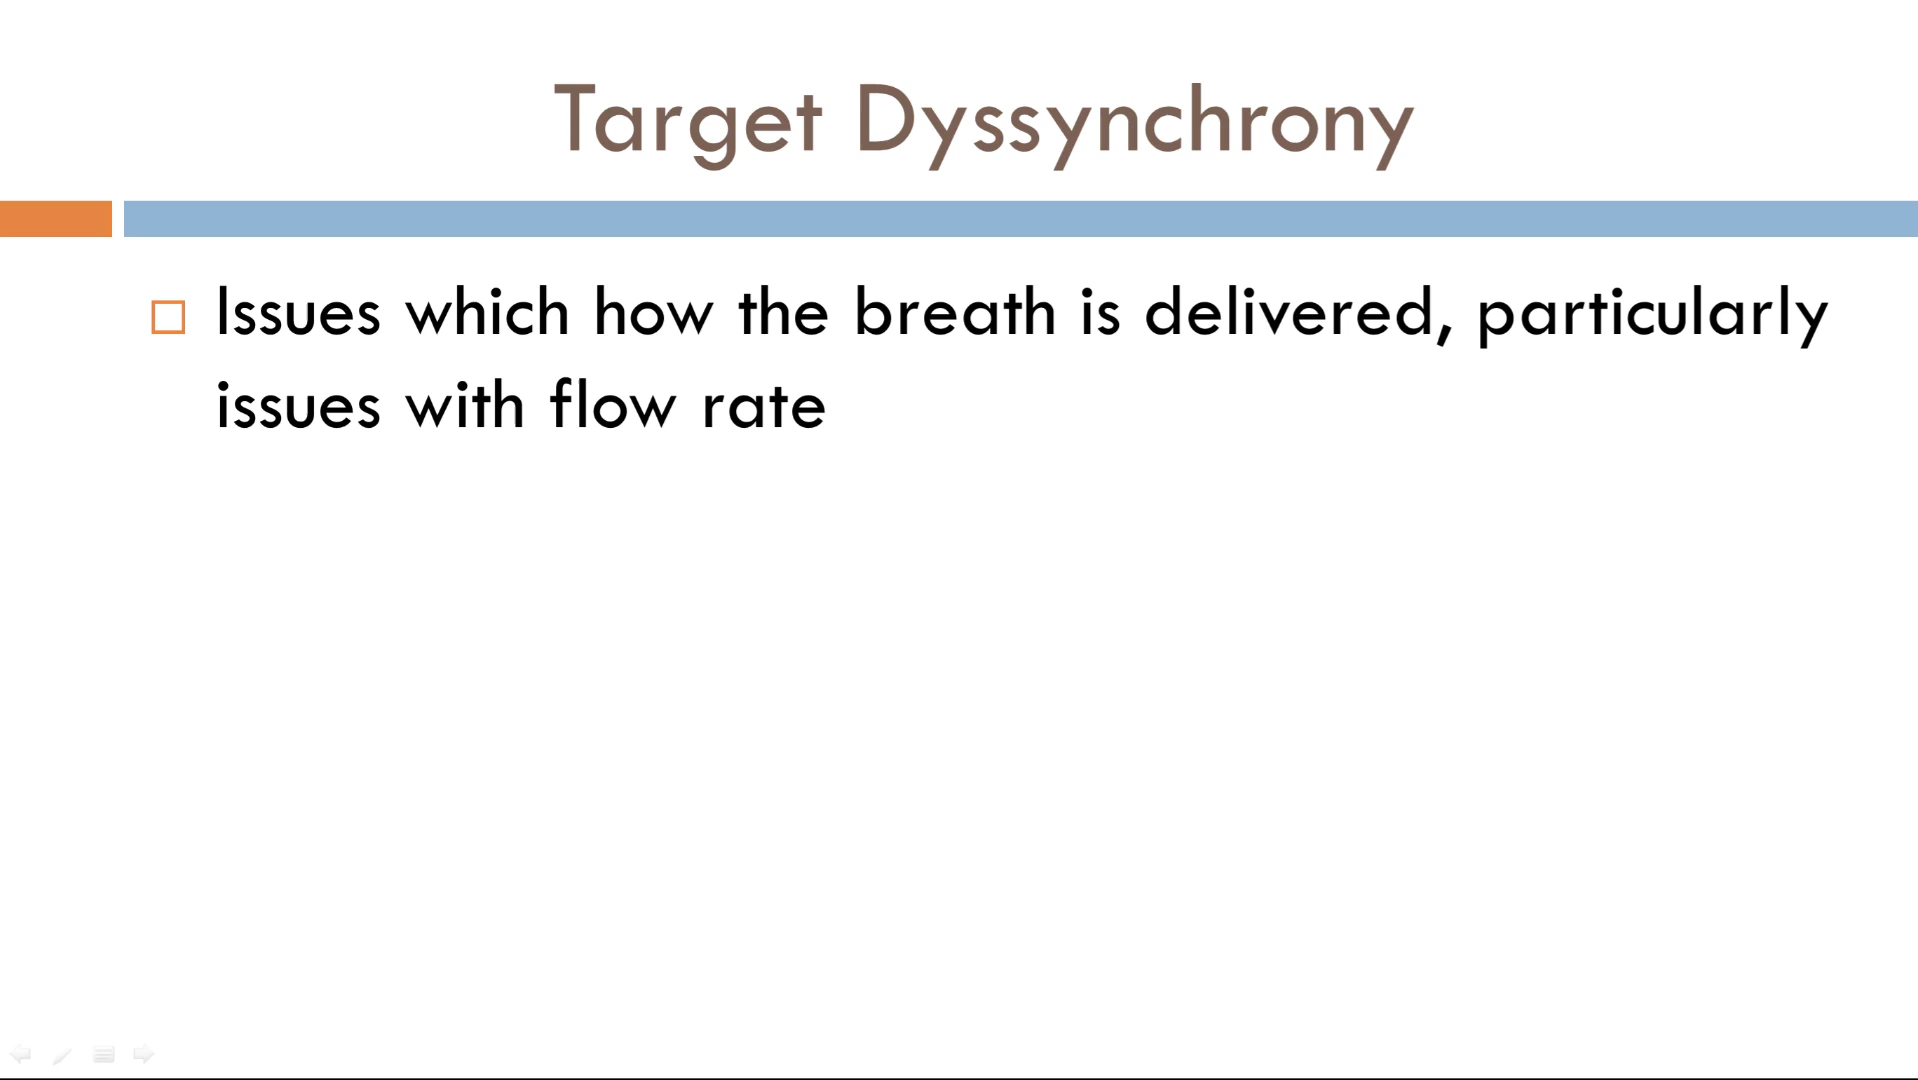 Target Dyssynchrony
Issues which how the breath is delivered, particularly
issues with flow rate